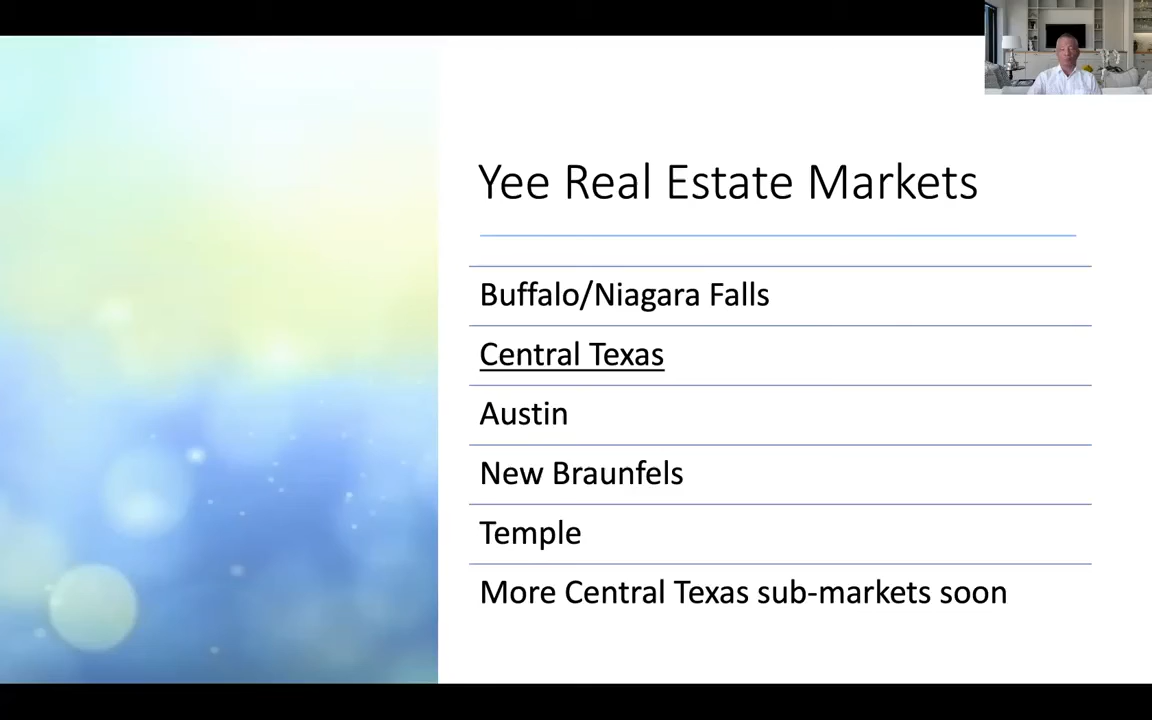 Yee Real Estate Markets
Buffalo/Niagara Falls
Central Texas
Austin
New Braunfels
Temple
More Central Texas sub-markets soon